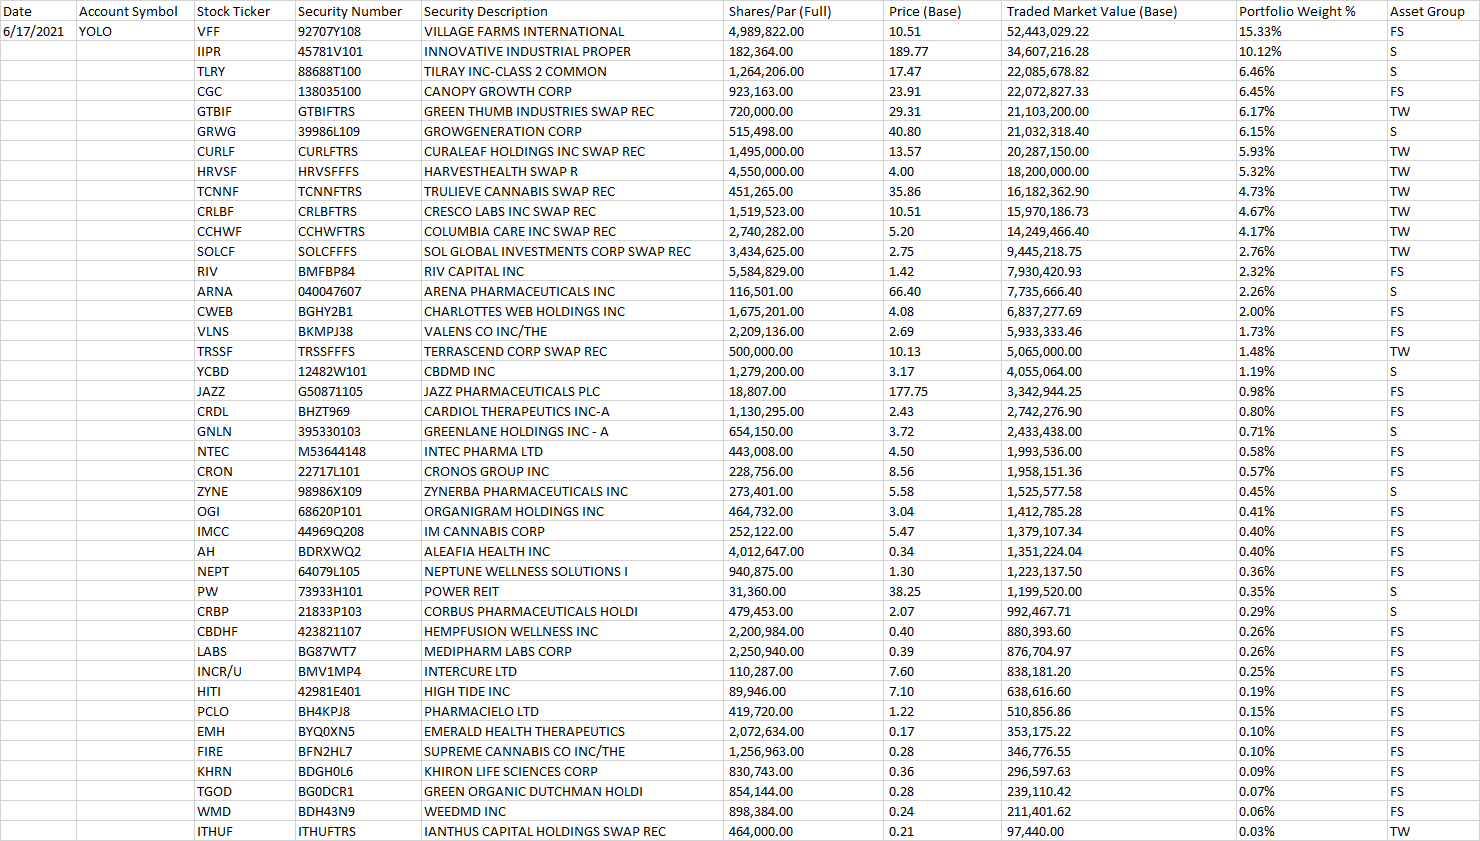 Date Account Symbol Stock Ticker Security Number Security Description Shares/Par (Full) Price (Base) Traded Market Value (Base) Portfolio Weight % Asset Group
6/17/2021 YOLO VFF 92707Y108 VILLAGE FARMS INTERNATIONAL 4,989,822.00 10.51 52,443,029.22 15.33% FS
IIPR 45781V101 INNOVATIVE INDUSTRIAL PROPER 182,364.00 189.77 34,607,216.28 10.12% S
TLRY 88688T100 TILRAY INC-CLASS 2 COMMON 1,264,206.00 17.47 22,085,678.82 6.46% S
CGC 138035100 CANOPY GROWTH CORP 923,163.00 23.91 22,072,827.33 6.45% FS
GTBIF GTBIFTRS GREEN THUMB INDUSTRIES SWAP REC 720,000.00 29.31 21,103,200.00 6.17% TW
GRWG 39986L109 GROWGENERATION CORP 515,498.00 40.80 21,032,318.40 6.15% S
CURLF CURLFTRS CURALEAF HOLDINGS INC SWAP REC 1,495,000.00 13.57 20,287,150.00 5.93% TW
HRVSF HRVSFFFS HARVESTHEALTH SWAP R 4,550,000.00 4.00 18,200,000.00 5.32% TW
TCNNF TCNNFTRS TRULIEVE CANNABIS SWAP REC 451,265.00 35.86 16,182,362.90 4.73% TW
CRLBF CRLBFTRS CRESCO LABS INC SWAP REC 1,519,523.00 10.51 15,970,186.73 4.67% TW
CCHWF CCHWFTRS COLUMBIA CARE INC SWAP REC 2,740,282.00 5.20 14,249,466.40 4.17% TW
SOLCF SOLCFFFS SOL GLOBAL INVESTMENTS CORP SWAP REC 3,434,625.00 2.75 9,445,218.75 2.76% TW
RIV BMFBP84 RIV CAPITAL INC 5,584,829.00 1.42 7,930,420.93 2.32% FS
ARNA 040047607 ARENA PHARMACEUTICALS INC 116,501.00 66.40 7,735,666.40 2.26% S
CWEB BGHY2B1 CHARLOTTES WEB HOLDINGS INC 1,675,201.00 4.08 6,837,277.69 2.00% FS
VLNS BKMPJ38 VALENS CO INC/THE 2,209,136.00 2.69 5,933,333.46 1.73% FS
TRSSF TRSSFFFS TERRASCEND CORP SWAP REC 500,000.00 10.13 5,065,000.00 1.48% TW
YCBD 12482W101 CBDMD INC 1,279,200.00 3.17 4,055,064.00 1.19% S
JAZZ G50871105 JAZZ PHARMACEUTICALS PLC 18,807.00 177.75 3,342,944.25 0.98% FS
CRDL BHZT969 CARDIOL THERAPEUTICS INC-A 1,130,295.00 2.43 2,742,276.90 0.80% FS
GNLN 395330103 GREENLANE HOLDINGS INC - A 654,150.00 3.72 2,433,438.00 0.71% S
NTEC M53644148 INTEC PHARMA LTD 443,008.00 4.50 1,993,536.00 0.58% FS
CRON 22717L101 CRONOS GROUP INC 228,756.00 8.56 1,958,151.36 0.57% FS
ZYNE 98986X109 ZYNERBA PHARMACEUTICALS INC 273,401.00 5.58 1,525,577.58 0.45% S
OGI 68620P101 ORGANIGRAM HOLDINGS INC 464,732.00 3.04 1,412,785.28 0.41% FS
IMCC 44969Q208 IM CANNABIS CORP 252,122.00 5.47 1,379,107.34 0.40% FS
AH BDRXWQ2 ALEAFIA HEALTH INC 4,012,647.00 0.34 1,351,224.04 0.40% FS
NEPT 64079L105 NEPTUNE WELLNESS SOLUTIONS I 940,875.00 1.30 1,223,137.50 0.36% FS
PW 73933H101 POWER REIT 31,360.00 38.25 1,199,520.00 0.35% S
CRBP 21833P103 CORBUS PHARMACEUTICALS HOLDI 479,453.00 2.07 992,467.71 0.29% S
CBDHF 423821107 HEMPFUSION WELLNESS INC 2,200,984.00 0.40 880,393.60 0.26% FS
LABS BG87WT7 MEDIPHARM LABS CORP 2,250,940.00 0.39 876,704.97 0.26% FS
INCR/U BMV1MP4 INTERCURE LTD 110,287.00 7.60 838,181.20 0.25% FS
HITI 42981E401 HIGH TIDE INC 89,946.00 7.10 638,616.60 0.19% FS
PCLO BH4KPJ8 PHARMACIELO LTD 419,720.00 1.22 510,856.86 0.15% FS
EMH BYQ0XN5 EMERALD HEALTH THERAPEUTICS 2,072,634.00 0.17 353,175.22 0.10% FS
FIRE BFN2HL7 SUPREME CANNABIS CO INC/THE 1,256,963.00 0.28 346,776.55 0.10% FS
KHRN BDGH0L6 KHIRON LIFE SCIENCES CORP 830,743.00 0.36 296,597.63 0.09% FS
TGOD BG0DCR1 GREEN ORGANIC DUTCHMAN HOLDI 854,144.00 0.28 239,110.42 0.07% FS
WMD BDH43N9 WEEDMD INC 898,384.00 0.24 211,401.62 0.06% FS
ITHUF ITHUFTRS IANTHUS CAPITAL HOLDINGS SWAP REC 464,000.00 0.21 97,440.00 0.03% TW